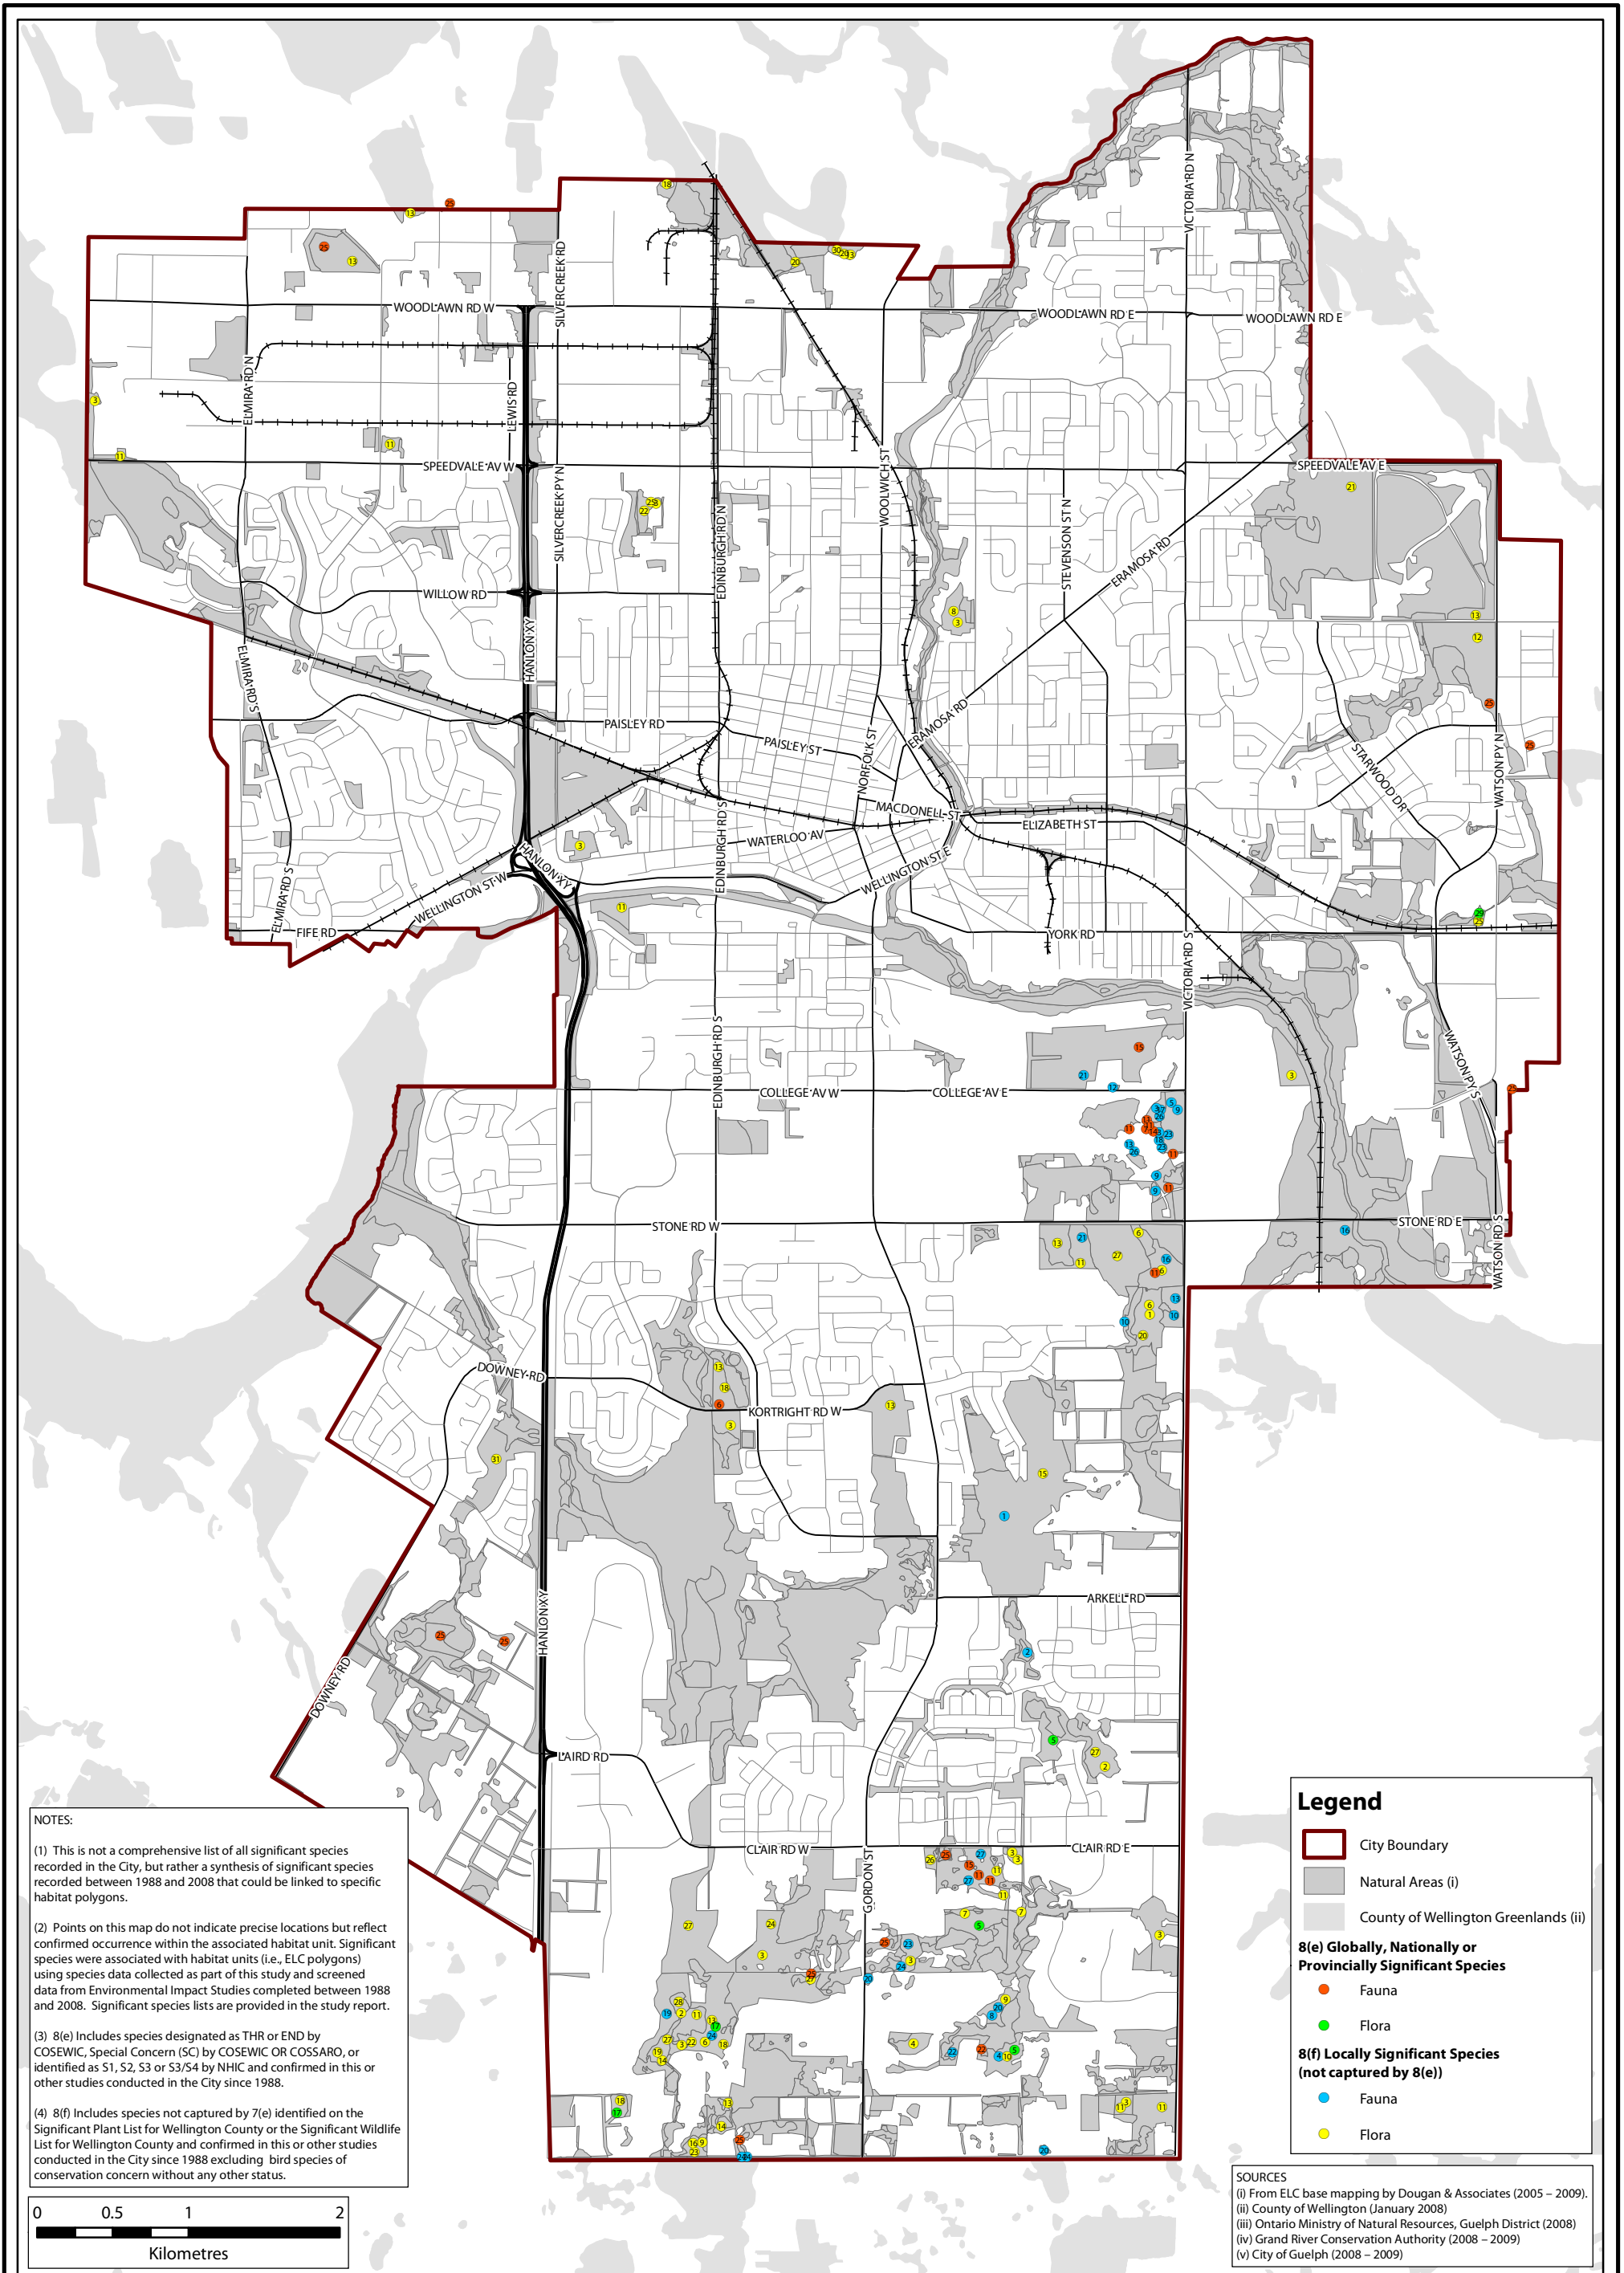 VICTORIA RD N
SILVERCREEK RD
WOODLAWN RD W
WOODLAWN RD E
WOODLAWN RD E
ELMIRA RD N
LEWIS RD
SPEEDVALE AV W
SPEEDVALE AV E
SILVERCREEK PY N
EDINBURGH RD N
WOOLWICH ST
STEVENSON ST N
ERAMOSA RD
WILLOW RD
HANLON XY
ELMIRA RD S
PAISLEY RD
PAISLEY ST
NORFOLK ST
ERAMOSA RD
STARWOOD DR
WATSON PY N
MACDONELL ST
ELIZABETH ST
WATERLOO AV
EDINBURGH RD S
WELLINGTON ST E
HANLON XY
WELLINGTON ST W
ELMIRA RD S
FIFE RD
YORK RD
VICTORIA RD S
EDINBURGH RD S
WATSON PY S
COLLEGE AV W
COLLEGE AV E
STONE RD W
STONE RD E
WATSON RD S
DOWNEY RD
KORTRIGHT RD W
HANLON XY
ARKELL RD
DOWNEY RD
LAIRD RD
CLAIR RD W
CLAIR RD E
GORDON ST
NOTES:
(1) This is not a comprehensive list of all significant species
recorded in the City, but rather a synthesis of significant species
recorded between 1988 and 2008 that could be linked to specific
habitat polygons.
(2) Points on this map do not indicate precise locations but reflect
confirmed occurrence within the associated habitat unit. Significant
species were associated with habitat units (i.e., ELC polygons)
using species data collected as part of this study and screened
data from Environmental Impact Studies completed between 1988
and 2008. Significant species lists are provided in the study report.
(3) 8(e) Includes species designated as THR or END by
COSEWIC, Special Concern (SC) by COSEWIC OR COSSARO, or
identified as S1, S2, S3 or S3/S4 by NHIC and confirmed in this or
other studies conducted in the City since 1988.
(4) 8(f) Includes species not captured by 7(e) identified on the
Significant Plant List for Wellington County or the Significant Wildlife
List for Wellington County and confirmed in this or other studies
conducted in the City since 1988 excluding bird species of
conservation concern without any other status.
0 0.5 1 2
Kilometres
Legend
City Boundary
Natural Areas (i)
County of Wellington Greenlands (ii)
8(e) Globally, Nationally or
Provincially Significant Species
Fauna
Flora
8(f) Locally Significant Species
(not captured by 8(e))
Fauna
Flora
SOURCES
(i) From ELC base mapping by Dougan & Associates (2005 – 2009).
(ii) County of Wellington (January 2008)
(iii) Ontario Ministry of Natural Resources, Guelph District (2008)
(iv) Grand River Conservation Authority (2008 – 2009)
(v) City of Guelph (2008 – 2009)